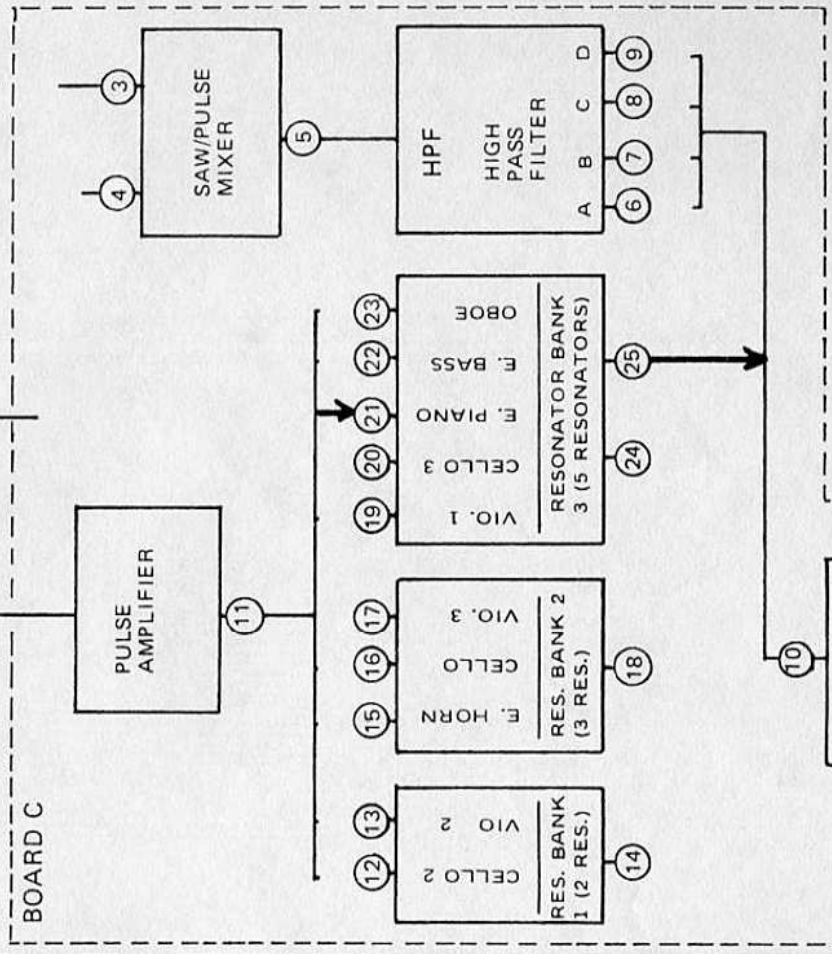 3
4
SAW/PULSE
MIXER
5
HPF
HIGH
PASS
FILTER
A
B
C
D
6
7
8
9
BOARD C
PULSE
AMPLIFIER
11
12
13
15
16
17
19
20
21
22
23
CELLO 2
VIO 2
E. HORN
CELLO
VIO. 3
VIO. 1
CELLO 3
E. PIANO
E. BASS
OBOE
RES. BANK
1 (2 RES.)
RES. BANK 2
(3 RES.)
RESONATOR BANK
3 (5 RESONATORS)
14
18
24
25
10